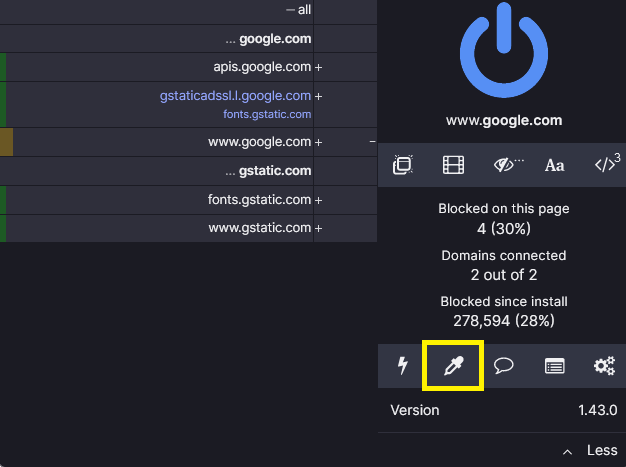 – all
... google.com
apis.google.com +
gstaticadssl.l.google.com +
fonts.gstatic.com
www.google.com + –
... gstatic.com
fonts.gstatic.com +
www.gstatic.com +
www.google.com
... Aa </> 3
Blocked on this page
4 (30%)
Domains connected
2 out of 2
Blocked since install
278,594 (28%)
Version 1.43.0
Less